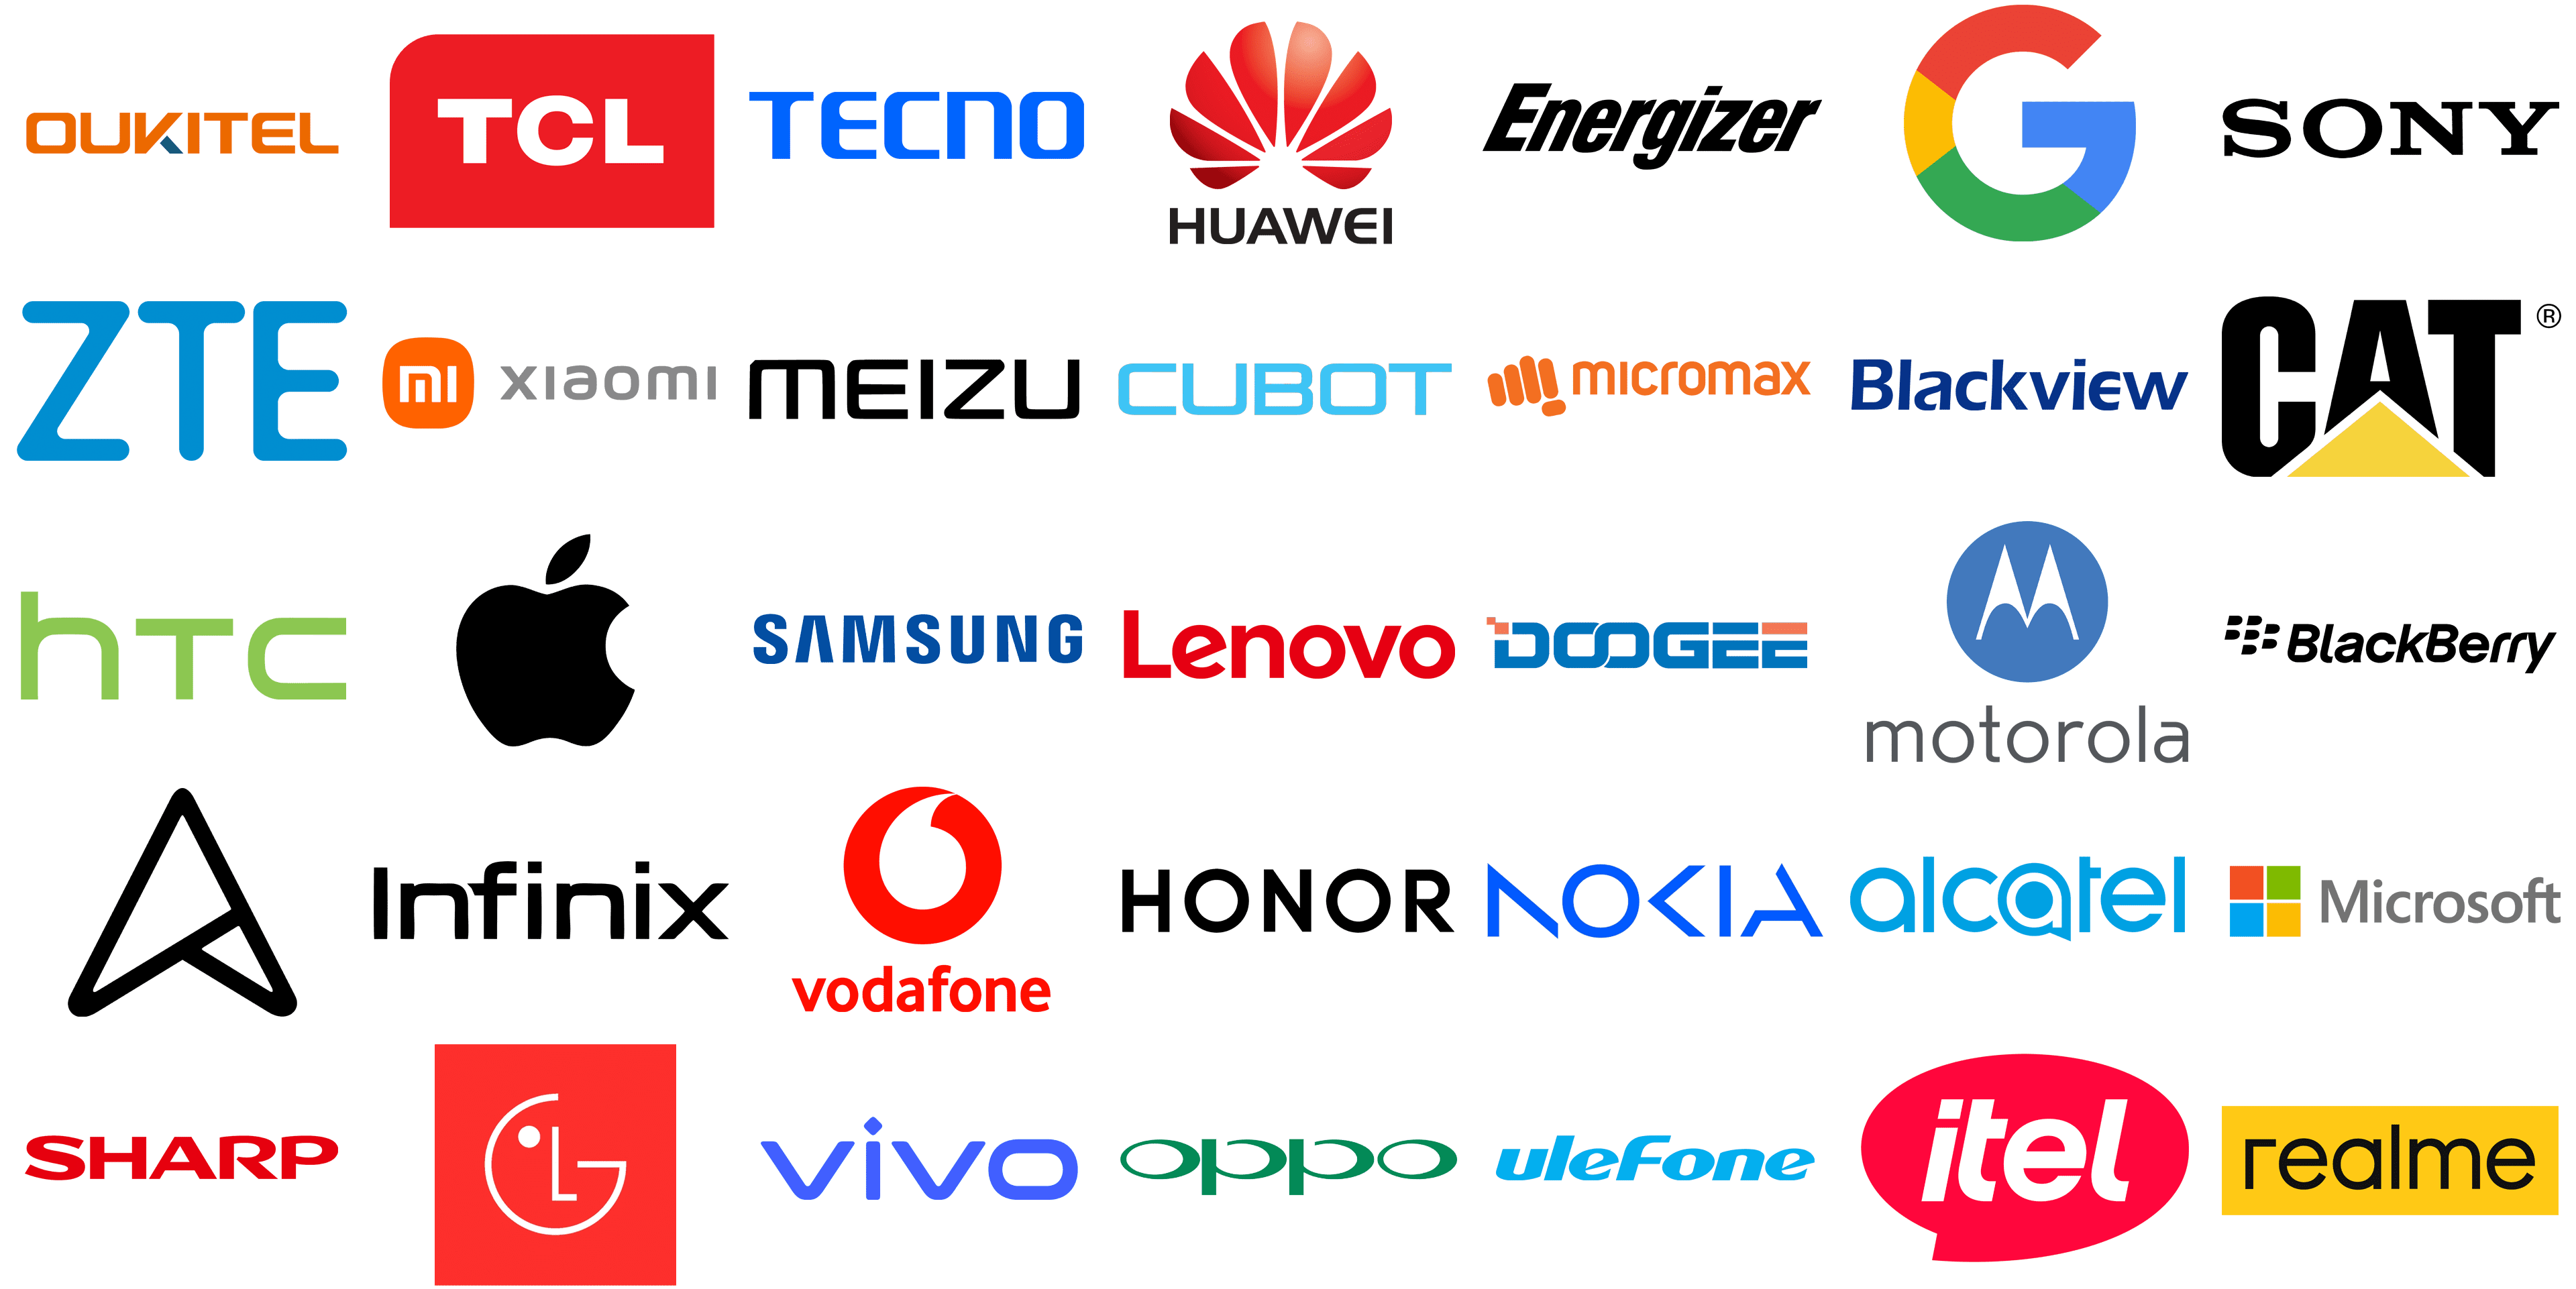 OUKITEL
TCL
TECNO
HUAWEI
Energizer
G
SONY
ZTE
mi xiaomi
MEIZU
CUBOT
micromax
Blackview
CAT ®
hTC
SAMSUNG
Lenovo
DOOGEE
motorola
BlackBerry
Infinix
vodafone
HONOR
NOKIA
alcatel
Microsoft
SHARP
LG
vivo
oppo
uleFone
itel
realme